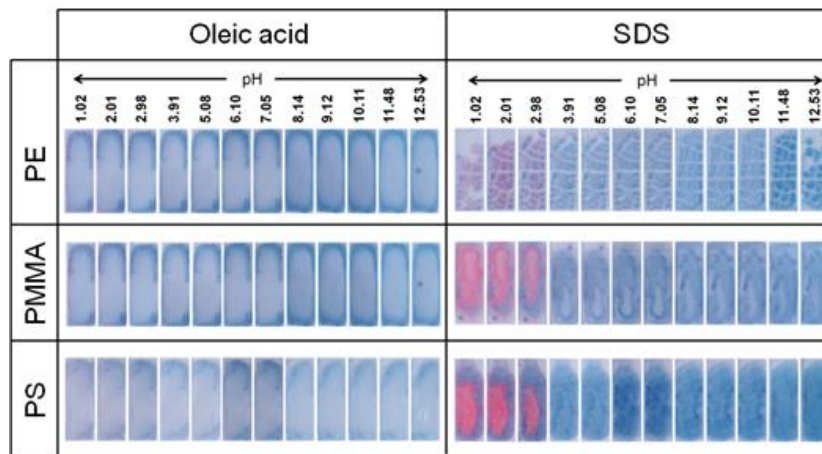 Oleic acid
SDS
pH
pH
1.02 2.01 2.98 3.91 5.08 6.10 7.05 8.14 9.12 10.11 11.48 12.53
1.02 2.01 2.98 3.91 5.08 6.10 7.05 8.14 9.12 10.11 11.48 12.53
PE
PMMA
PS